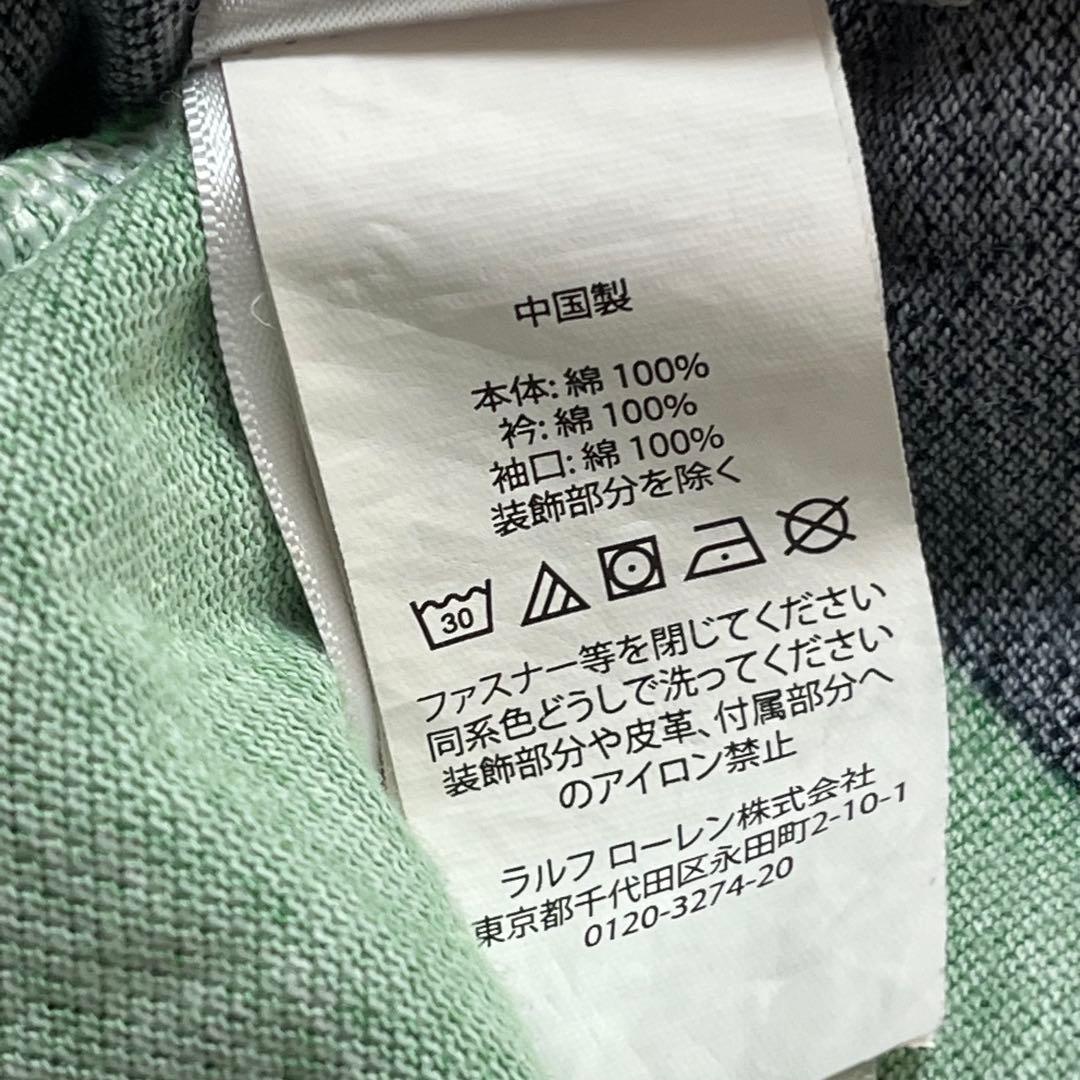 中国製
本体: 綿 100%
衿: 綿 100%
袖口: 綿 100%
装飾部分を除く
30
ファスナー等を閉じてください
同系色どうしで洗ってください
装飾部分や皮革、付属部分へ
のアイロン禁止
ラルフ ローレン株式会社
東京都千代田区永田町2-10-1
0120-3274-20